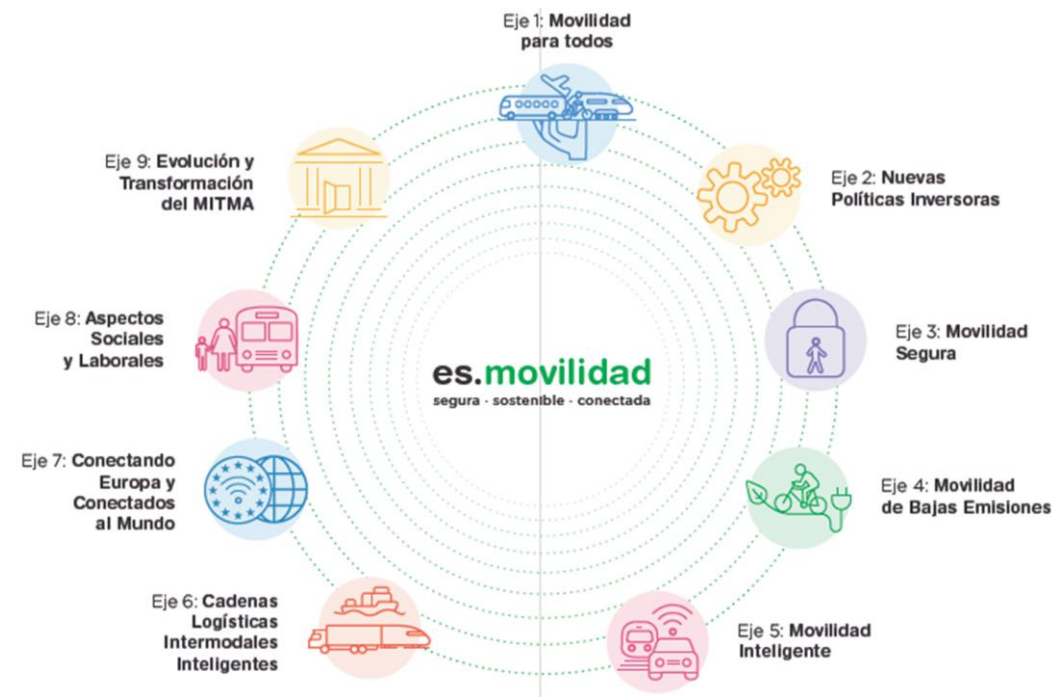 Eje 1: Movilidad
para todos
Eje 2: Nuevas
Políticas Inversoras
Eje 3: Movilidad
Segura
Eje 4: Movilidad
de Bajas Emisiones
Eje 5: Movilidad
Inteligente
Eje 6: Cadenas
Logísticas
Intermodales
Inteligentes
Eje 7: Conectando
Europa y
Conectados
al Mundo
Eje 8: Aspectos
Sociales
y Laborales
Eje 9: Evolución y
Transformación
del MITMA
es.movilidad
segura · sostenible · conectada